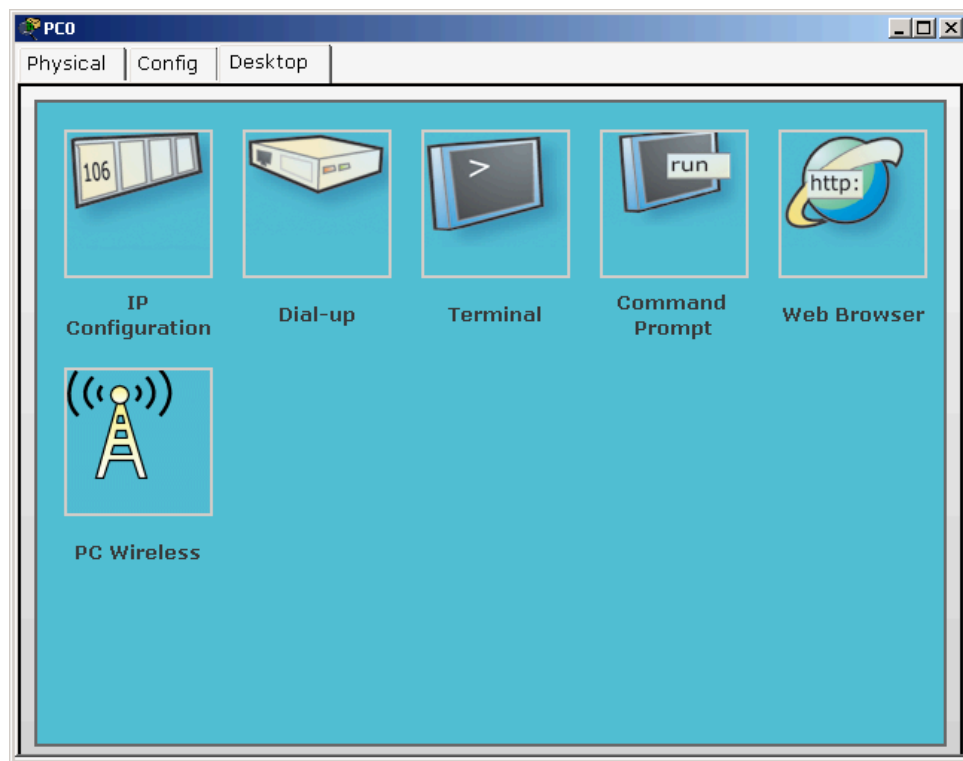 PC0
Physical
Config
Desktop
106
>
run
http:
IP
Configuration
Dial-up
Terminal
Command
Prompt
Web Browser
PC Wireless